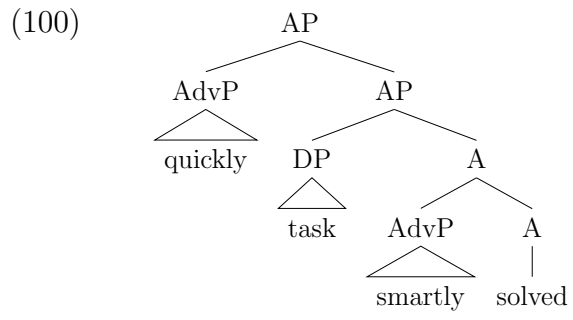 (100) AP
AdvP AP
quickly DP A
task AdvP A
smartly solved